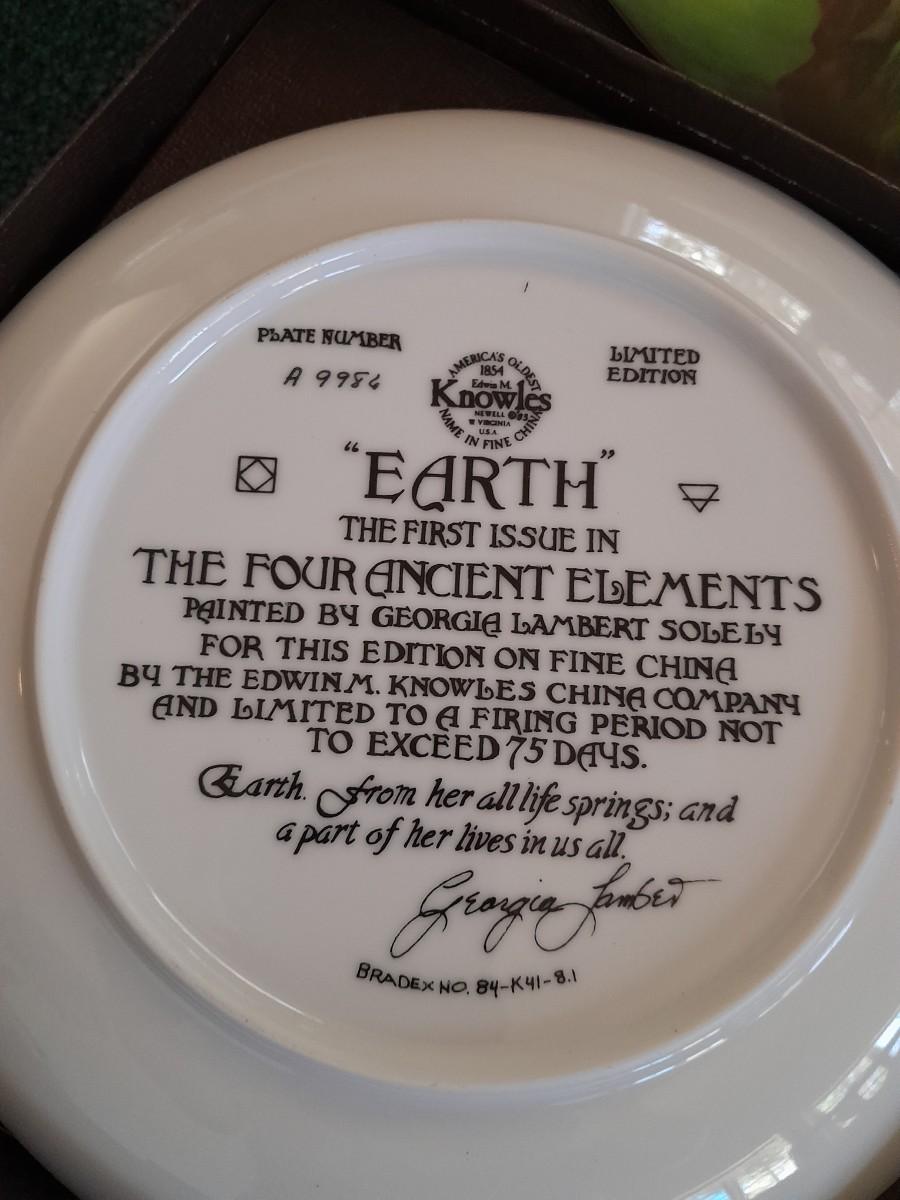 PLATE NUMBER
A 9986
LIMITED
EDITION
AMERICA'S OLDEST
1854
Edwin M.
Knowles
NEWELL
W VIRGINIA
U.S.A.
NAME IN FINE CHINA
"EARTH"
THE FIRST ISSUE IN
THE FOUR ANCIENT ELEMENTS
PAINTED BY GEORGIA LAMBERT SOLELY
FOR THIS EDITION ON FINE CHINA
BY THE EDWIN M. KNOWLES CHINA COMPANY
AND LIMITED TO A FIRING PERIOD NOT
TO EXCEED 75 DAYS.
Earth. From her all life springs; and
a part of her lives in us all.
Georgia Lambert
BRADEX NO. 84-K41-8.1